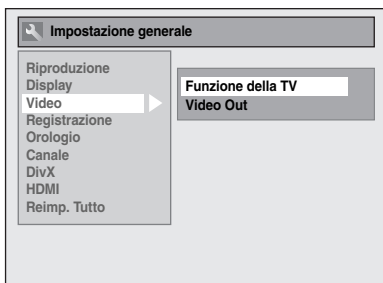 Impostazione generale
Riproduzione
Display
Video
Registrazione
Orologio
Canale
DivX
HDMI
Reimp. Tutto
Funzione della TV
Video Out